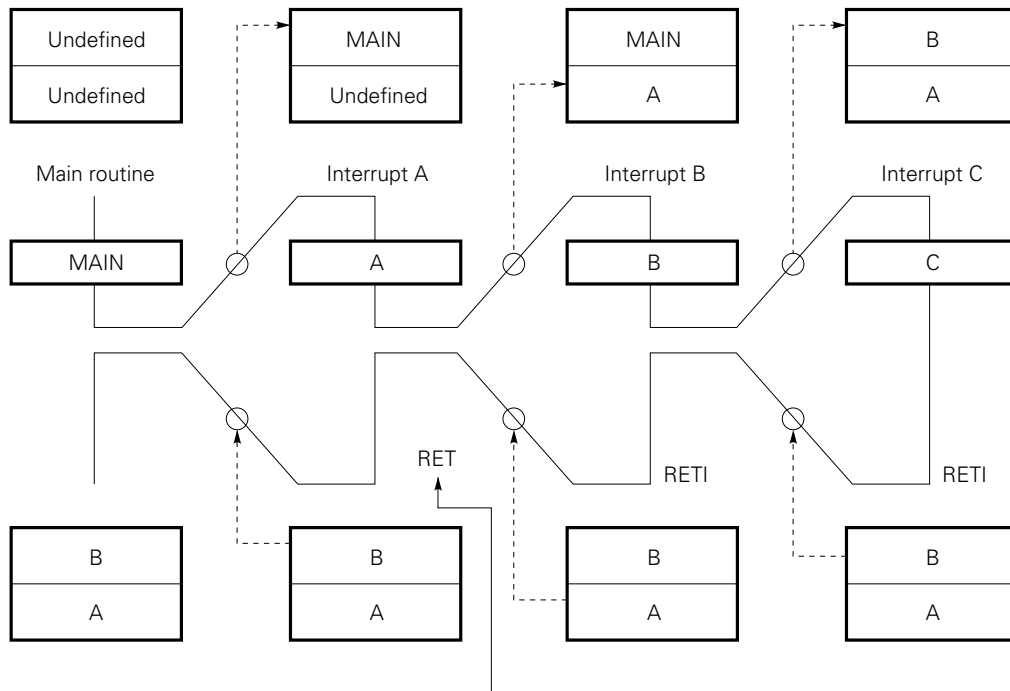 Undefined MAIN MAIN B
Undefined Undefined A A
Main routine Interrupt A Interrupt B Interrupt C
MAIN A B C
RET RETI RETI
B B B B
A A A A